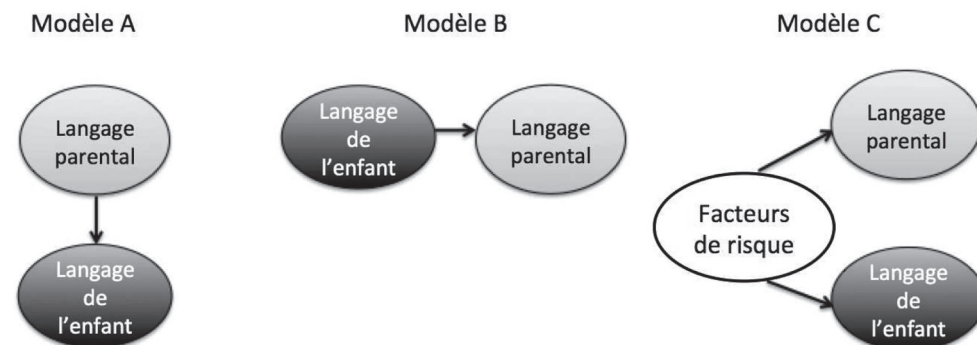 Modèle A
Langage
parental
Langage
de
l'enfant
Modèle B
Langage
de
l'enfant
Langage
parental
Modèle C
Langage
parental
Facteurs
de risque
Langage
de
l'enfant